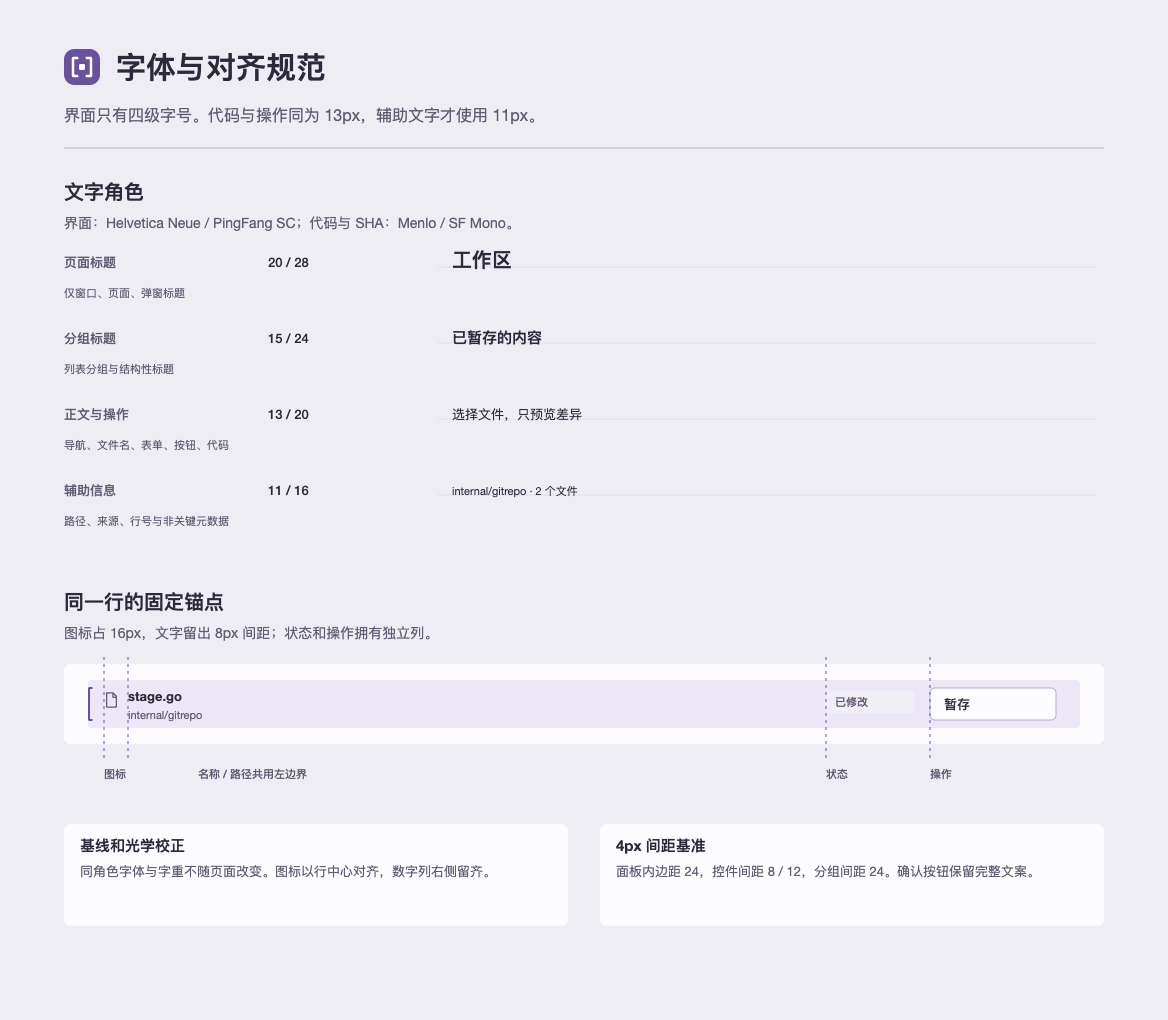 字体与对齐规范
界面只有四级字号。代码与操作同为 13px，辅助文字才使用 11px。
文字角色
界面：Helvetica Neue / PingFang SC；代码与 SHA：Menlo / SF Mono。
页面标题 20 / 28 工作区
仅窗口、页面、弹窗标题
分组标题 15 / 24 已暂存的内容
列表分组与结构性标题
正文与操作 13 / 20 选择文件，只预览差异
导航、文件名、表单、按钮、代码
辅助信息 11 / 16 internal/gitrepo · 2 个文件
路径、来源、行号与非关键元数据
同一行的固定锚点
图标占 16px，文字留出 8px 间距；状态和操作拥有独立列。
stage.go 已修改 暂存
internal/gitrepo
图标 名称 / 路径共用左边界 状态 操作
基线和光学校正
同角色字体与字重不随页面改变。图标以行中心对齐，数字列右侧留齐。
4px 间距基准
面板内边距 24，控件间距 8 / 12，分组间距 24。确认按钮保留完整文案。